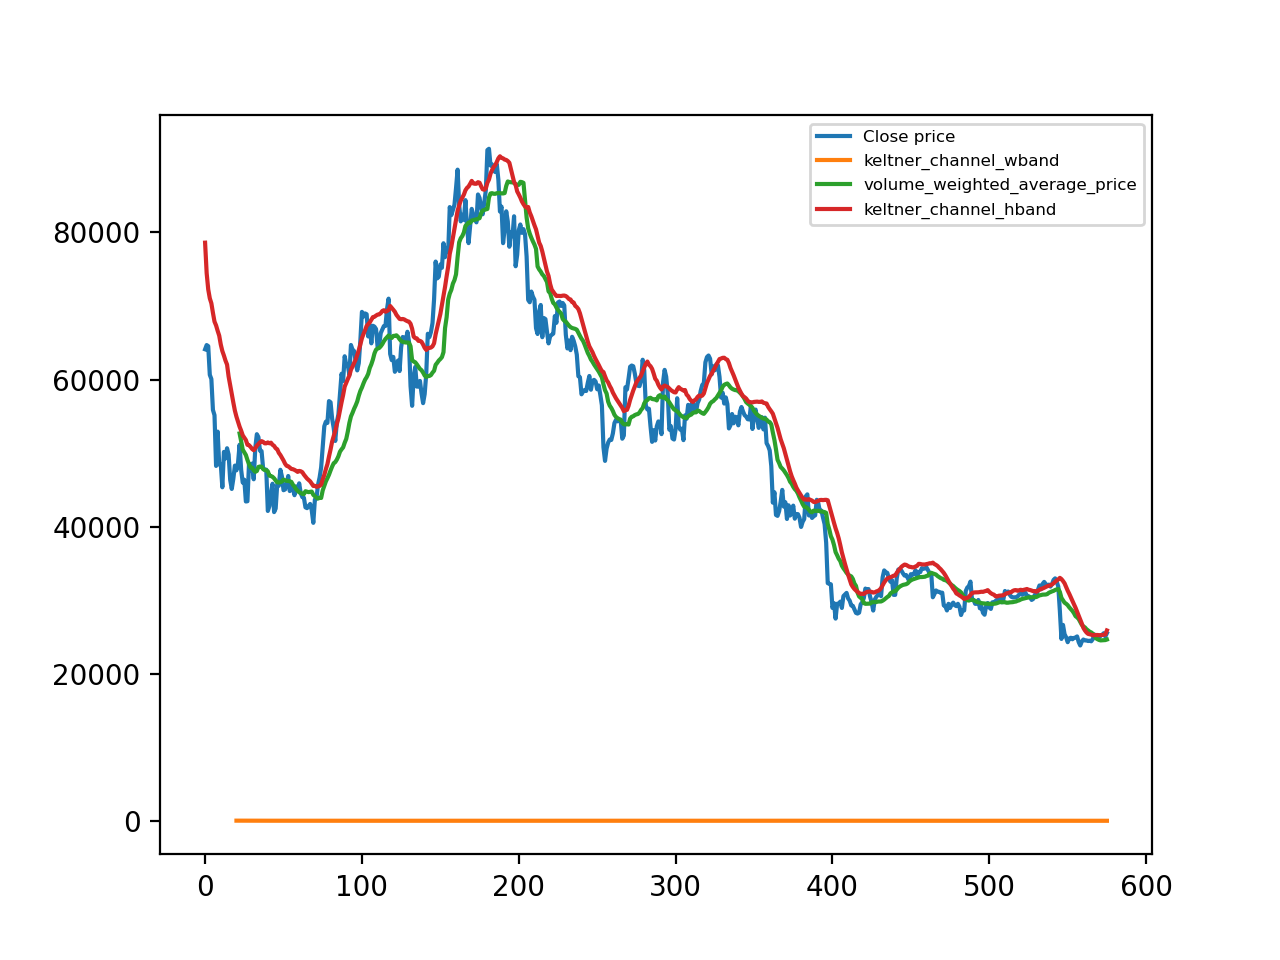 Close price
keltner_channel_wband
volume_weighted_average_price
keltner_channel_hband
80000
60000
40000
20000
0
0 100 200 300 400 500 600